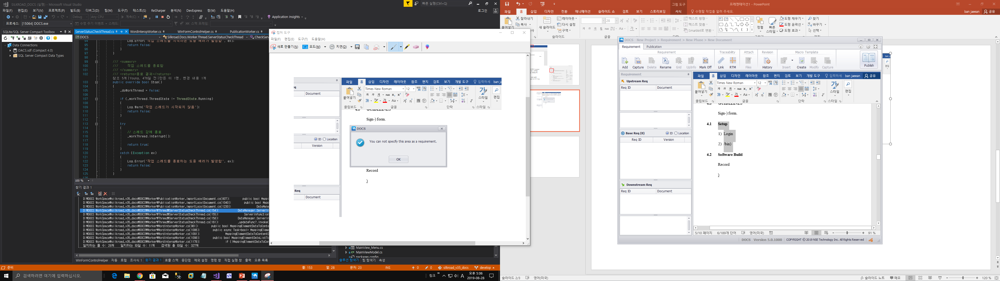 SILKROAD_DOCS (실행) - Microsoft Visual Studio
빠른 실행(Ctrl+Q)
파일(F) 편집(E) 보기(V) 프로젝트(P) 빌드(B) 디버그(D) 팀(M) 도구(T) 테스트(S) ReSharper 분석(N) DevExpress 창(W) 도움말(H)
로그인
Debug Any CPU 계속(C) Application Insights
프로세스: [15064] DOCS.exe 수명 주기 이벤트 스레드: 스택 프레임:
SQLite/SQL Server Compact Toolbox
Data Connections
DACS.sdf (Compact 4.0)
SQL Server Compact Data Types
ServerStatusCheckThread.cs WordInteropWorker.cs WinFormControlHelper.cs PublicationWorker.cs
DOCS Silkroad.Docs.Worker.Thread.ServerStatusCheckThread CheckServ
94 Log.Error("작업 스레드를 시작하는 도중 에러가 발생함", ex);
95 return false;
96 }
97 }
98
99 /// <summary>
100 /// 작업 스레드를 종료함
101 /// </summary>
102 /// <returns>종료 결과</returns>
참조 5개|Young, 476일 전|만든 이 1명, 변경 내용 1개
103 public override bool Stop()
104 {
105 _doWorkThread = false;
106
107 if (_workThread.ThreadState != ThreadState.Running)
108 {
109 Log.Warn("작업 스레드가 시작되지 않음");
110 return false;
111 }
112
113 try
114 {
115 // 스레드 강제 종료
116 _workThread.Interrupt();
117
118 return true;
119 }
120 catch (Exception ex)
121 {
122 Log.Error("작업 스레드를 종료하는 도중 에러가 발생함", ex);
123 return false;
124 }
125 }
100 %
찾기 결과 1
D:\DOCS WorkSpace\silkroad_v35_docs\DOCS\Worker\PublicationWorker_ImportLocalDocument.cs(807): public bool Mappi
D:\DOCS WorkSpace\silkroad_v35_docs\DOCS\Worker\PublicationWorker_ImportLocalDocument.cs(1040): public bool Mapp
D:\DOCS WorkSpace\silkroad_v35_docs\DOCS\Worker\PublicationWorker_ImportLocalDocument.cs(1230): DataMan
D:\DOCS WorkSpace\silkroad_v35_docs\DOCS\Worker\Thread\ServerStatusCheckThread.cs(154): DataManager.ServerIn
D:\DOCS WorkSpace\silkroad_v35_docs\DOCS\Worker\Thread\ServerStatusCheckThread.cs(155): ServerInfoAction
D:\DOCS WorkSpace\silkroad_v35_docs\DOCS\Worker\Thread\ServerStatusCheckThread.cs(158): DataManager.ServerIn
D:\DOCS WorkSpace\silkroad_v35_docs\DOCS\Worker\Thread\ServerStatusCheckThread.cs(161): _updateFunc?.Invoke(
D:\DOCS WorkSpace\silkroad_v35_docs\DOCS\Worker\WordInteropWorker.cs(961): public bool MappingElementDataToConte
D:\DOCS WorkSpace\silkroad_v35_docs\DOCS\Worker\WordInteropWorker.cs(1086): public async Task<bool> MappingElem
D:\DOCS WorkSpace\silkroad_v35_docs\DOCS\Worker\WordInteropWorker.cs(1091): MappingElementDataToContentD
D:\DOCS WorkSpace\silkroad_v35_docs\DOCS\Worker\WordInteropWorker.cs(1098): public bool MappingElementDataListTo
D:\DOCS WorkSpace\silkroad_v35_docs\DOCS\Worker\WordInteropWorker.cs(1178): if (!MappingElementDataToCo
일치하는 줄 수: 29개 일치하는 파일 수: 11개 검색된 총 파일 수: 327개
WinFormControlHelper 자동 로컬 조사식 1 찾기 결과 1 호출 스택 중단점 예외 설정 명령 창 직접 실행 창 출력 오류 목록
MainView_Menu.cs
MainViewModel.cs
packages.config
솔루션 탐색기 팀 탐색기 속성
준비 줄: 153 열: 28 문자: 23 INS 0 0 silkroad_v35_docs develop
검색하려면 여기에 입력하십시오.
링크 A 오후 5:06
2019-08-28
캡처 도구
파일(F) 편집(E) 도구(T) 도움말(H)
새로 만들기(N) 모드(M) 지연(D)
파일 홈 삽입 디자인 레이아웃 참조 편지 검토 보기 개발 도구 입력하세 ban ja
Times New Roman 12
붙여넣기 스타일 편집
클립보드 글꼴 단락 스타일
eq
Document
ID Location
Version
Req
Document
4.0 GUIDELINES
Sign-) form.
DOCS
You can not specify this area as a requirement.
OK
Record
)
프레젠테이션1 - PowerPoint
그림 도구
파일 홈 삽입 디자인 전환 애니메이션 슬라이드 쇼 검토 보기 스토리보딩 서식 수행할 작업을 알려 주세요.
ban jaeean 공유
붙여넣기 잘라내기 복사 새 슬라이드 레이아웃 다시 설정 구역 28
텍스트 방향 텍스트 맞춤 SmartArt로 변환
정렬 빠른 스타일 도형 채우기 도형 윤곽선 도형 효과
찾기 바꾸기 선택
슬라이드 글꼴
DOCS - New Project > Requirement > New Phase > New Document
Requirement Publication
Requirement Traceability Attach Revision Macro Template
Add Capture Delete Rename Grid UpInfo Mark Off Link RTM Files History Insert Create Modify Capture Publish
Requirement
Upstream Req
Req ID Document
Base Req (0) ID Location
Req ID Version
Downstream Req
Req ID Document
파일 홈 삽입 디자인 레이아웃 참조 편지 검토 보기 개발 도구 입력하세 ban jaeean 공유
Times New Roman 12
붙여넣기 스타일 편집
클립보드 글꼴 단락 스타일
4.0 GUIDELINES
Sign-) form.
4.1 Setup
1) Login
2) /bin)
4.2 Software Build
Record
)
5/10 페이지 6/189개 단어 영어(미국) 91 %
DOCS Version 5.0.1000 COPYRIGHT © 2019 NSE Technology Inc. All Rights Reserved
슬라이드 2/3 영어(미국) 슬라이드 노트 메모 120 %